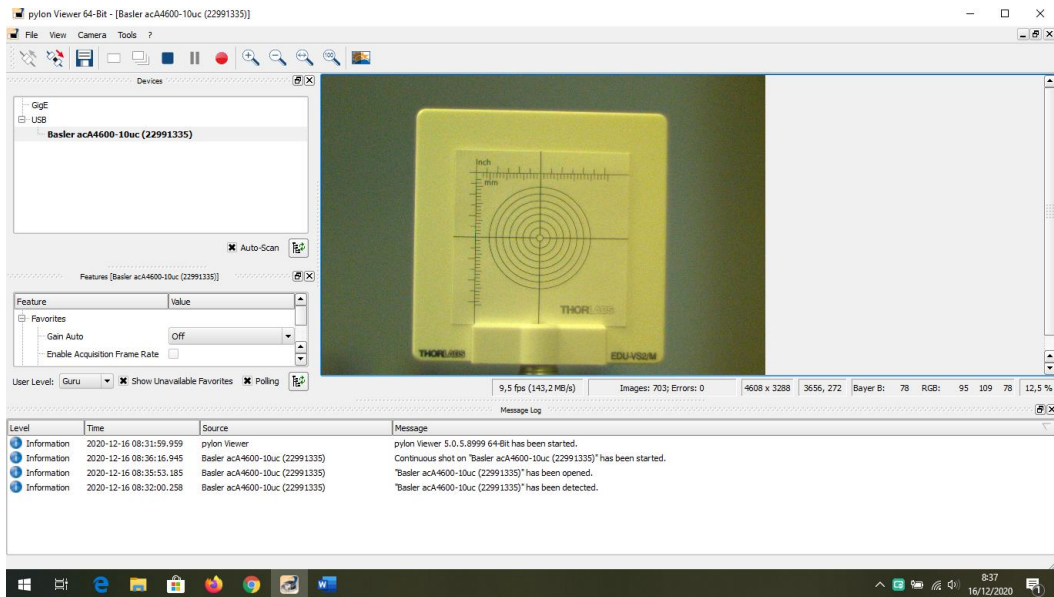 pylon Viewer 64-Bit - [Basler acA4600-10uc (22991335)]
File View Camera Tools ?
Devices
GigE
USB
Basler acA4600-10uc (22991335)
Auto-Scan
Features [Basler acA4600-10uc (22991335)]
Feature Value
Favorites
Gain Auto Off
Enable Acquisition Frame Rate
User Level: Guru Show Unavailable Favorites Polling
Inch
mm
THORLABS
THORLABS EDU-VS2/M
9,5 fps (143,2 MB/s) Images: 703; Errors: 0 4608 x 3288 3656, 272 Bayer B: 78 RGB: 95 109 78 12,5 %
Message Log
Level Time Source Message
Information 2020-12-16 08:31:59.959 pylon Viewer pylon Viewer 5.0.5.8999 64-Bit has been started.
Information 2020-12-16 08:36:16.945 Basler acA4600-10uc (22991335) Continuous shot on "Basler acA4600-10uc (22991335)" has been started.
Information 2020-12-16 08:35:53.185 Basler acA4600-10uc (22991335) "Basler acA4600-10uc (22991335)" has been opened.
Information 2020-12-16 08:32:00.258 Basler acA4600-10uc (22991335) "Basler acA4600-10uc (22991335)" has been detected.
8:37
16/12/2020